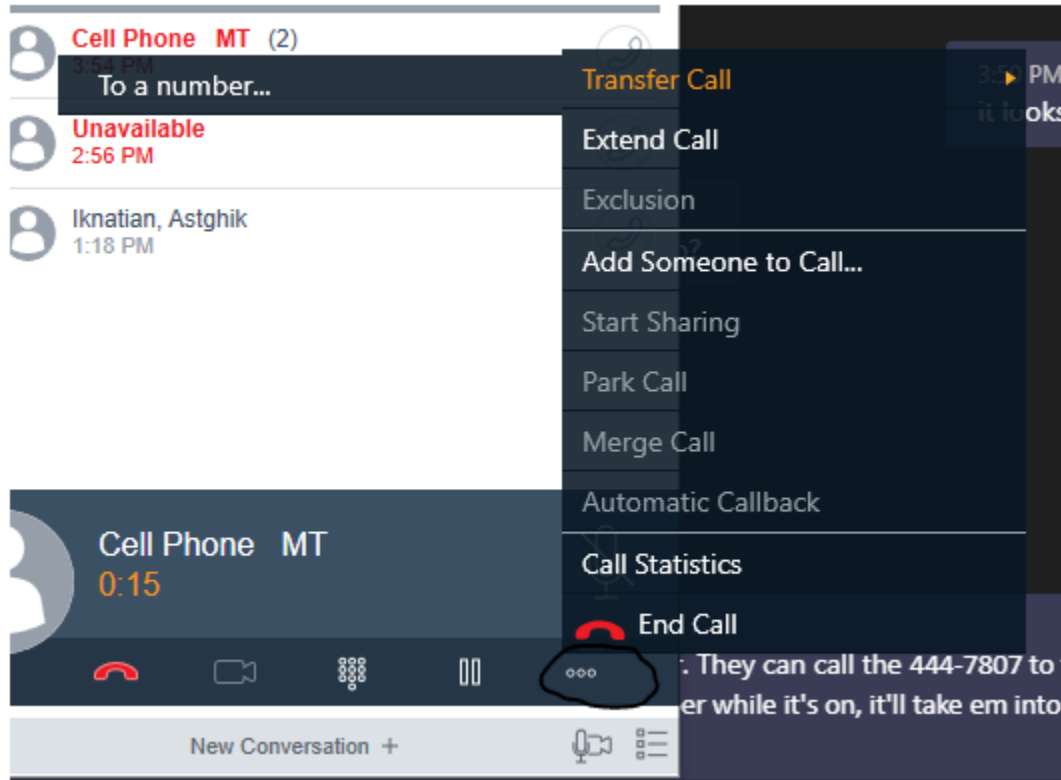 Cell Phone MT (2)
3:54 PM
To a number...
Unavailable
2:56 PM
Iknatian, Astghik
1:18 PM
Transfer Call
Extend Call
Exclusion
Add Someone to Call...
Start Sharing
Park Call
Merge Call
Automatic Callback
Call Statistics
End Call
Cell Phone MT
0:15
New Conversation +
3:59 PM
it looks
?
. They can call the 444-7807 to
er while it's on, it'll take em into